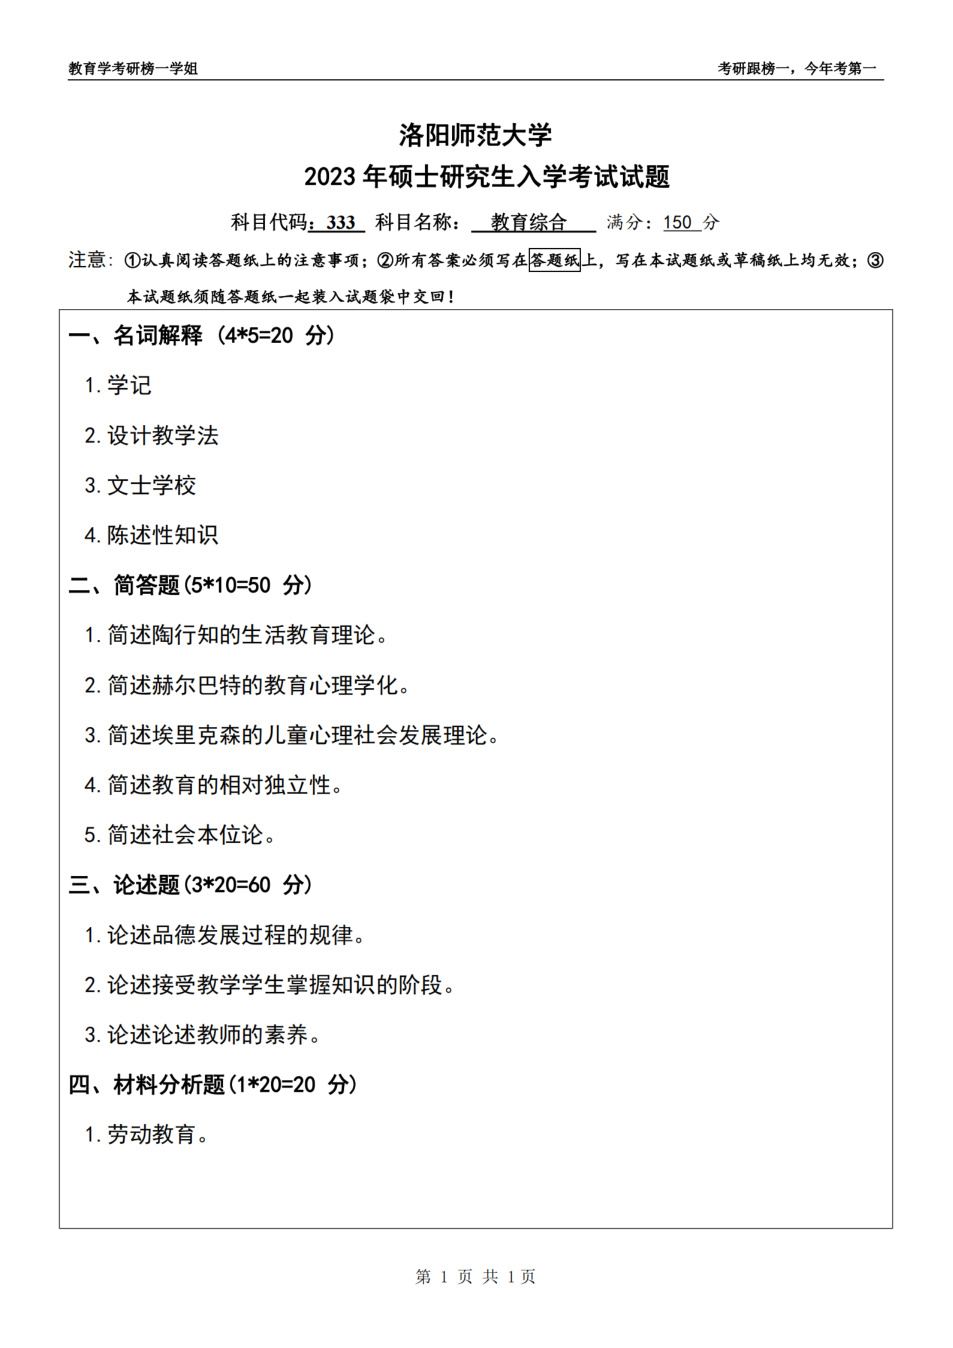 教育学考研榜一学姐 考研跟榜一，今年考第一
洛阳师范大学
2023 年硕士研究生入学考试试题
科目代码：333 科目名称： 教育综合 满分：150 分
注意：①认真阅读答题纸上的注意事项；②所有答案必须写在答题纸上，写在本试题纸或草稿纸上均无效；③
本试题纸须随答题纸一起装入试题袋中交回！
一、名词解释 (4*5=20 分)
1.学记
2.设计教学法
3.文士学校
4.陈述性知识
二、简答题(5*10=50 分)
1.简述陶行知的生活教育理论。
2.简述赫尔巴特的教育心理学化。
3.简述埃里克森的儿童心理社会发展理论。
4.简述教育的相对独立性。
5.简述社会本位论。
三、论述题(3*20=60 分)
1.论述品德发展过程的规律。
2.论述接受教学学生掌握知识的阶段。
3.论述论述教师的素养。
四、材料分析题(1*20=20 分)
1.劳动教育。
第 1 页 共 1页